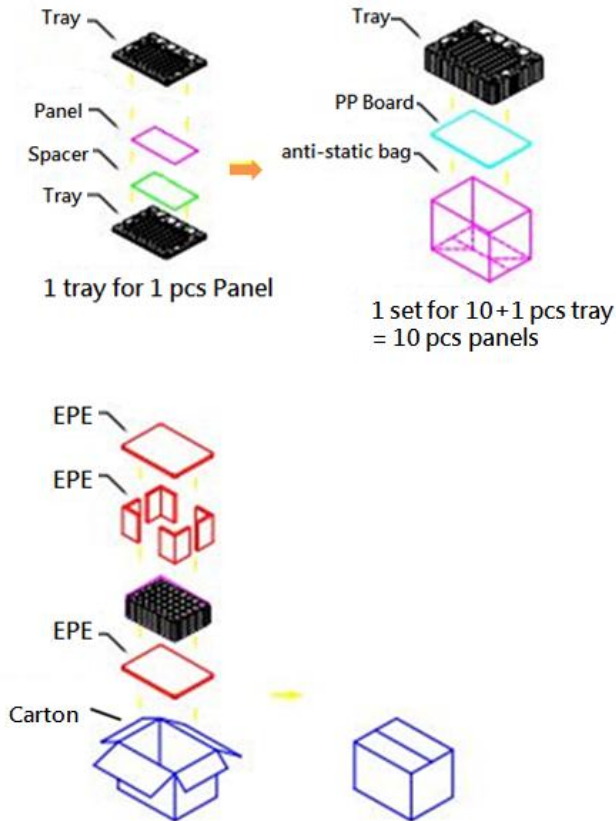 Tray
Panel
Spacer
Tray
1 tray for 1 pcs Panel
Tray
PP Board
anti-static bag
1 set for 10+1 pcs tray
= 10 pcs panels
EPE
EPE
EPE
Carton